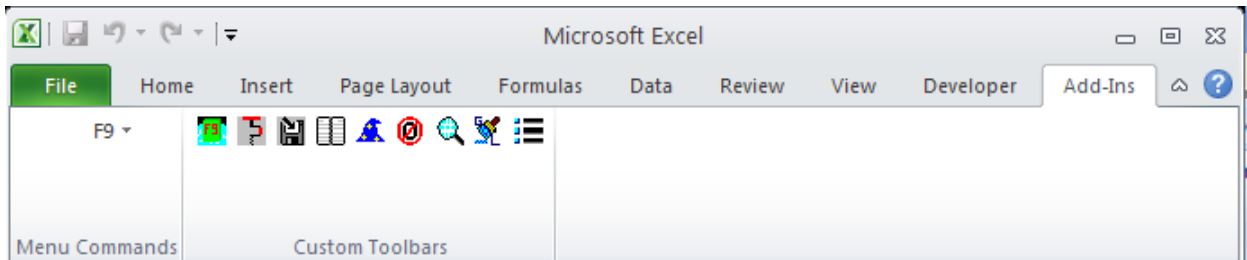 Microsoft Excel
File Home Insert Page Layout Formulas Data Review View Developer Add-Ins
F9 F9
Menu Commands Custom Toolbars